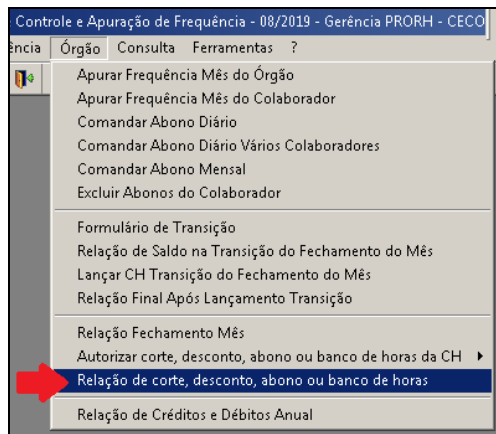 Controle e Apuração de Frequência - 08/2019 - Gerência PRORH - CECO
ência Órgão Consulta Ferramentas ?
Apurar Frequência Mês do Órgão
Apurar Frequência Mês do Colaborador
Comandar Abono Diário
Comandar Abono Diário Vários Colaboradores
Comandar Abono Mensal
Excluir Abonos do Colaborador
Formulário de Transição
Relação de Saldo na Transição do Fechamento do Mês
Lançar CH Transição do Fechamento do Mês
Relação Final Após Lançamento Transição
Relação Fechamento Mês
Autorizar corte, desconto, abono ou banco de horas da CH
Relação de corte, desconto, abono ou banco de horas
Relação de Créditos e Débitos Anual